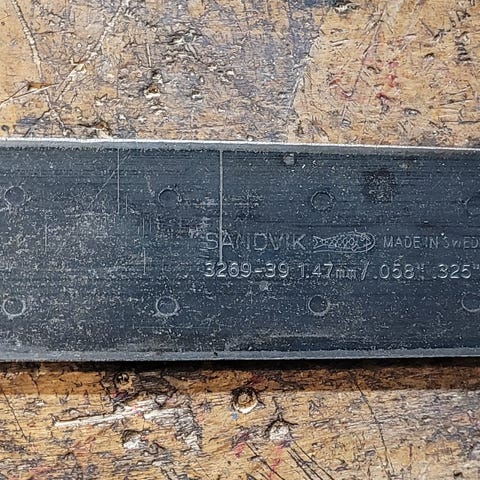 SANDVIK MADE IN SWED
3269-39 1.47mm/.058" .325"